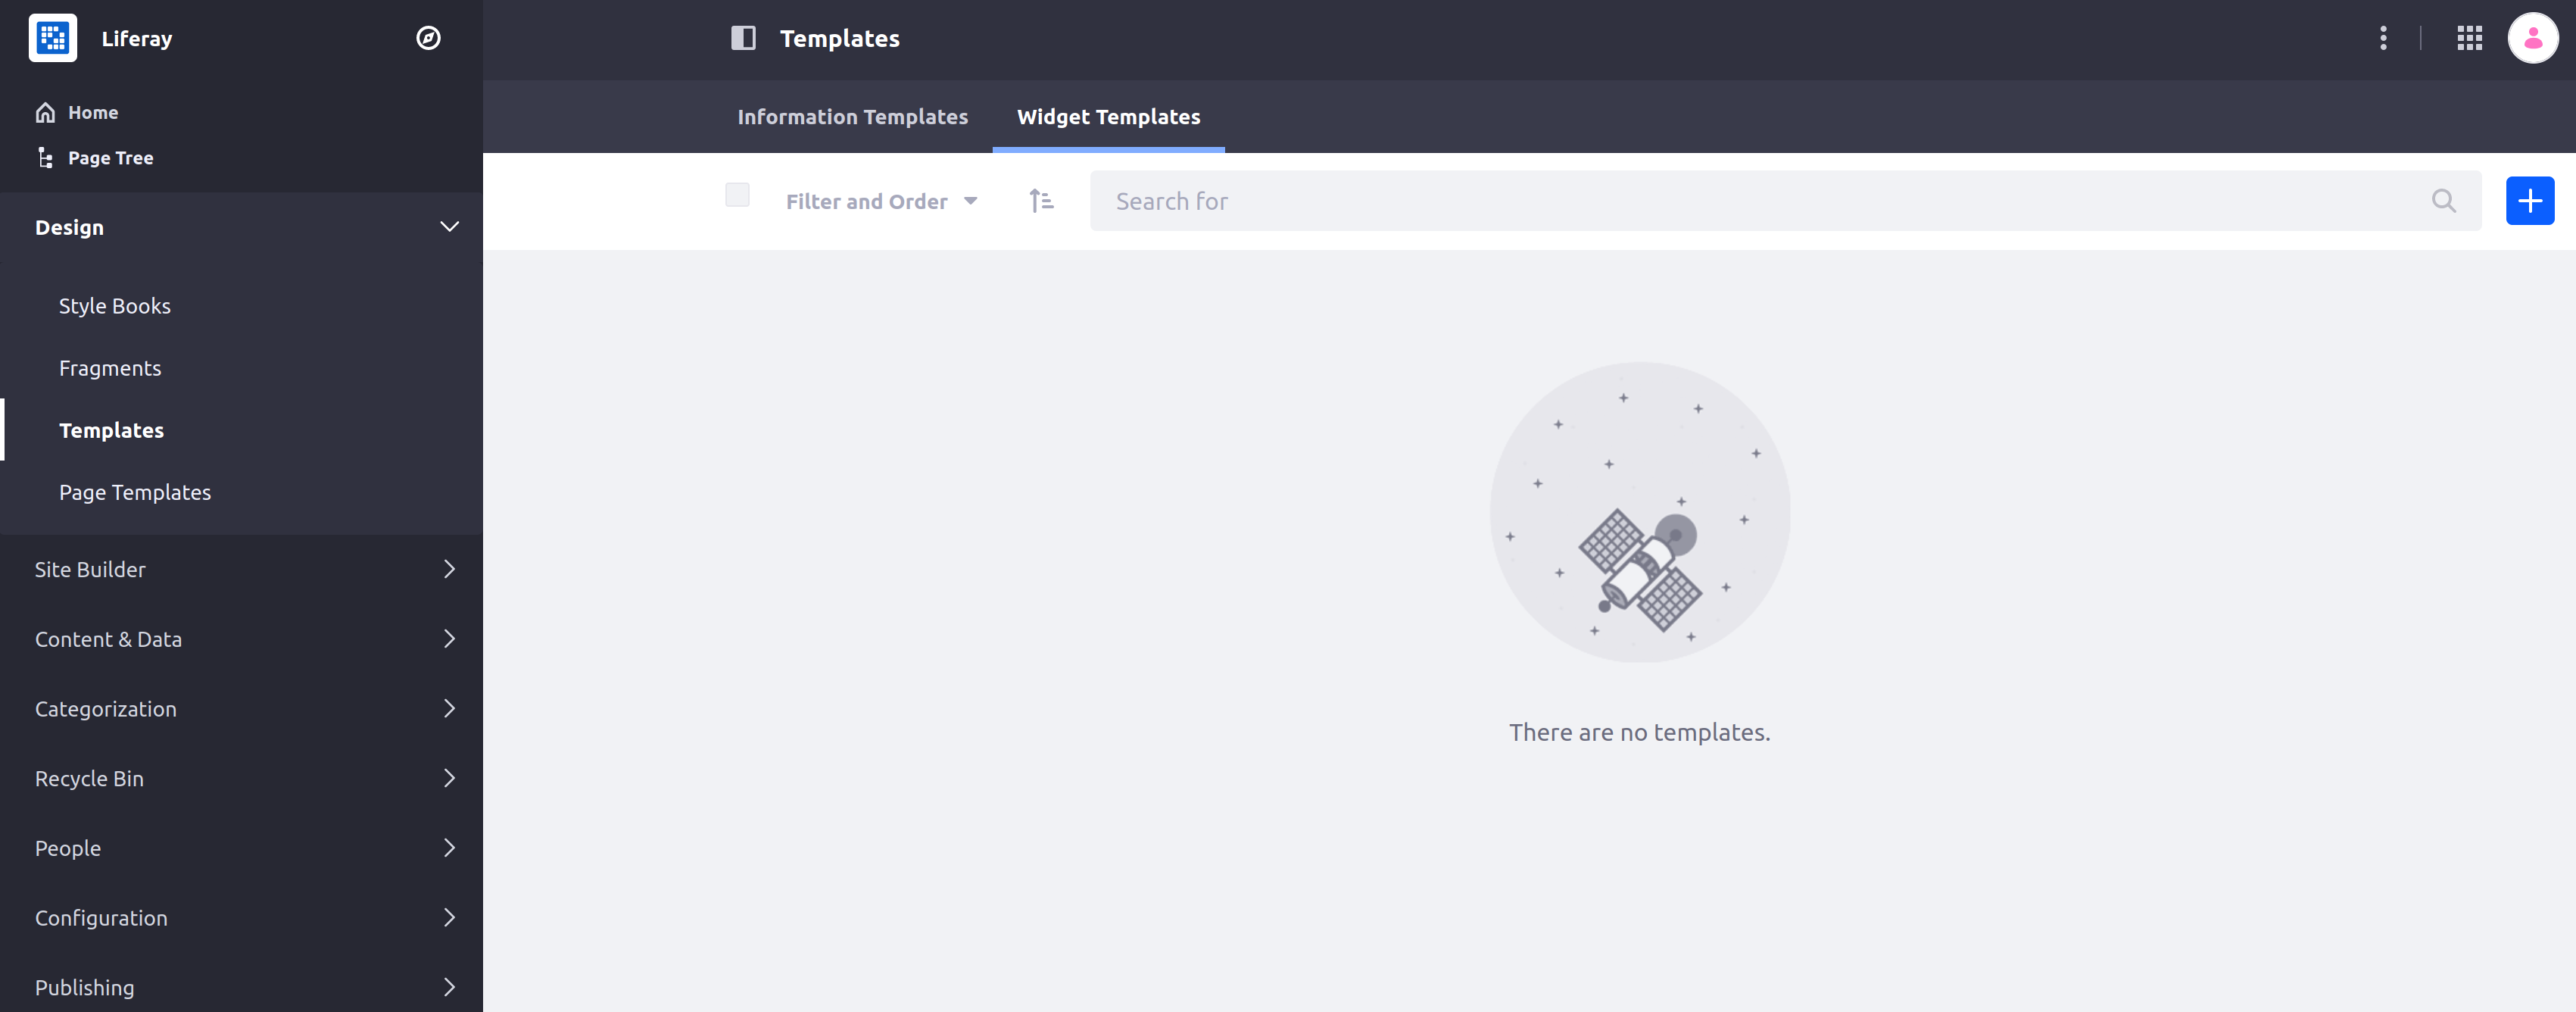 Liferay
Home
Page Tree
Design
Style Books
Fragments
Templates
Page Templates
Site Builder
Content & Data
Categorization
Recycle Bin
People
Configuration
Publishing
Templates
Information Templates
Widget Templates
Filter and Order
Search for
There are no templates.